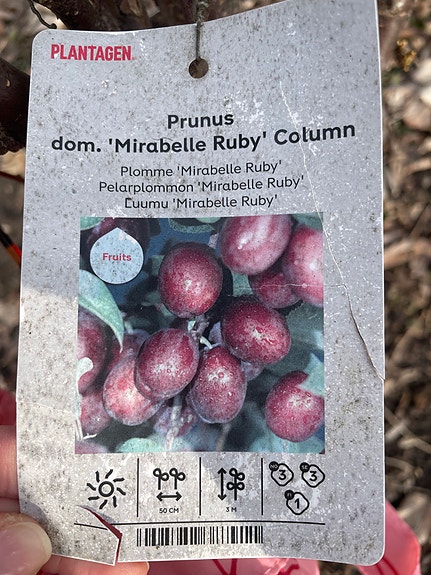 PLANTAGEN
Prunus
dom. 'Mirabelle Ruby' Column
Plomme 'Mirabelle Ruby'
Pelarplommon 'Mirabelle Ruby'
Luumu 'Mirabelle Ruby'
Fruits
50 CM
3 M
NO 3
SE 3
FI 1